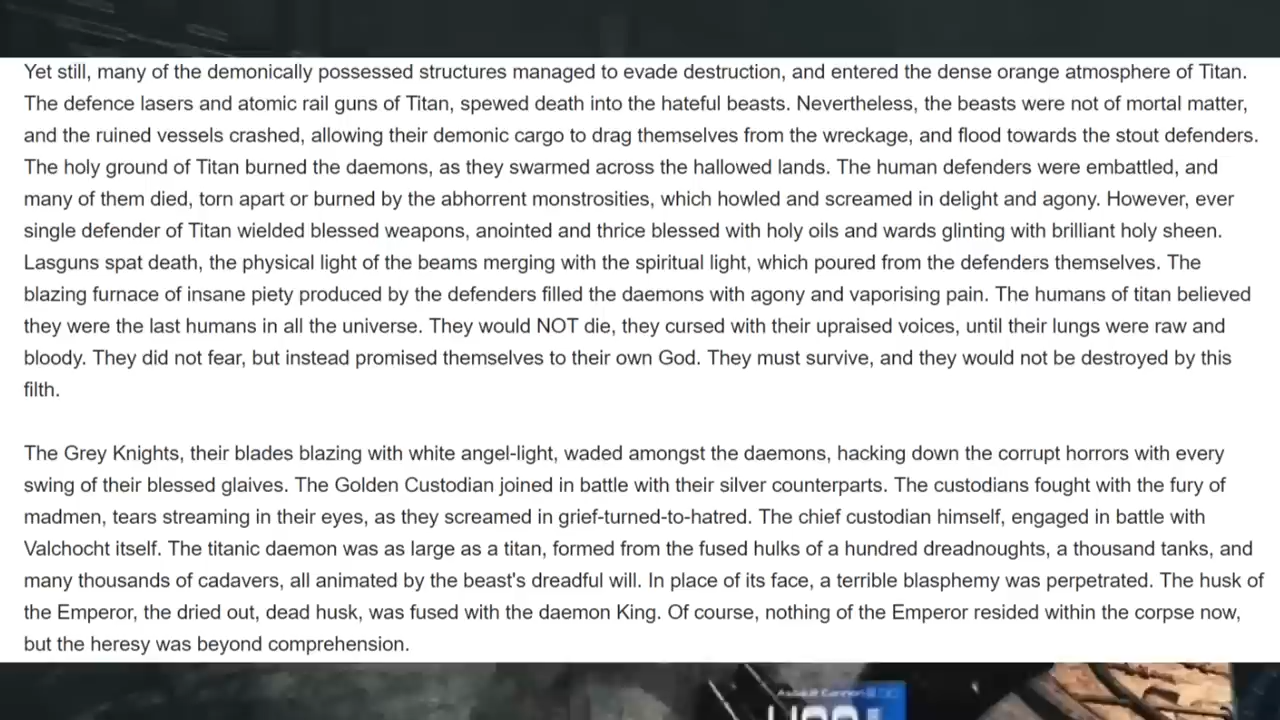 Yet still, many of the demonically possessed structures managed to evade destruction, and entered the dense orange atmosphere of Titan.
The defence lasers and atomic rail guns of Titan, spewed death into the hateful beasts. Nevertheless, the beasts were not of mortal matter,
and the ruined vessels crashed, allowing their demonic cargo to drag themselves from the wreckage, and flood towards the stout defenders.
The holy ground of Titan burned the daemons, as they swarmed across the hallowed lands. The human defenders were embattled, and
many of them died, torn apart or burned by the abhorrent monstrosities, which howled and screamed in delight and agony. However, ever
single defender of Titan wielded blessed weapons, anointed and thrice blessed with holy oils and wards glinting with brilliant holy sheen.
Lasguns spat death, the physical light of the beams merging with the spiritual light, which poured from the defenders themselves. The
blazing furnace of insane piety produced by the defenders filled the daemons with agony and vaporising pain. The humans of titan believed
they were the last humans in all the universe. They would NOT die, they cursed with their upraised voices, until their lungs were raw and
bloody. They did not fear, but instead promised themselves to their own God. They must survive, and they would not be destroyed by this
filth.
The Grey Knights, their blades blazing with white angel-light, waded amongst the daemons, hacking down the corrupt horrors with every
swing of their blessed glaives. The Golden Custodian joined in battle with their silver counterparts. The custodians fought with the fury of
madmen, tears streaming in their eyes, as they screamed in grief-turned-to-hatred. The chief custodian himself, engaged in battle with
Valchocht itself. The titanic daemon was as large as a titan, formed from the fused hulks of a hundred dreadnoughts, a thousand tanks, and
many thousands of cadavers, all animated by the beast's dreadful will. In place of its face, a terrible blasphemy was perpetrated. The husk of
the Emperor, the dried out, dead husk, was fused with the daemon King. Of course, nothing of the Emperor resided within the corpse now,
but the heresy was beyond comprehension.
Assault Cannon